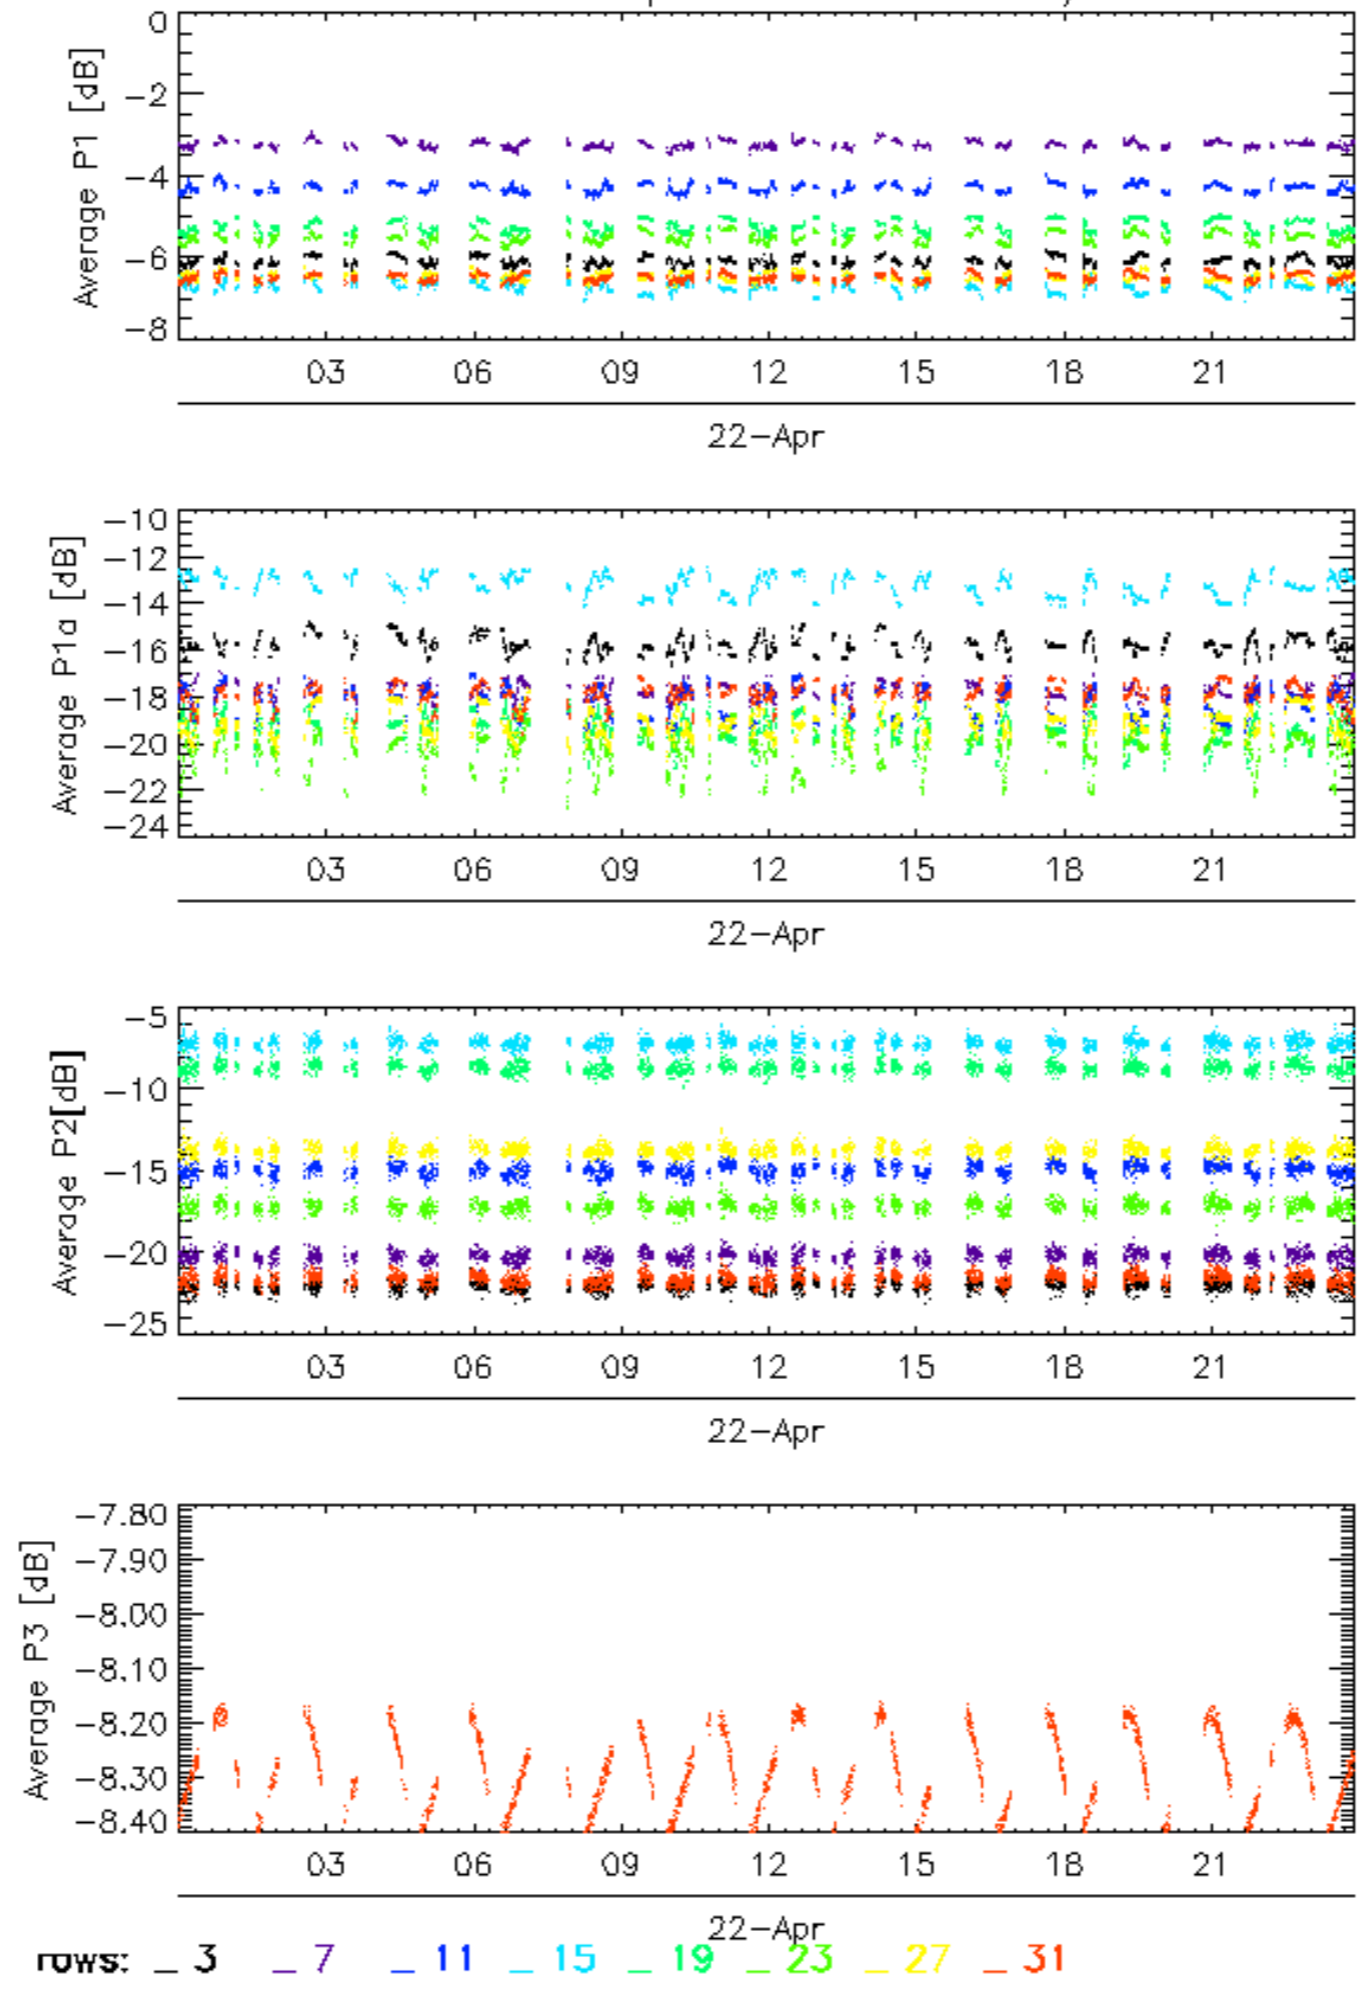 Average P1 [dB]
0
-2
-4
-6
-8
03 06 09 12 15 18 21
22-Apr
Average P1a [dB]
-10
-12
-14
-16
-18
-20
-22
-24
03 06 09 12 15 18 21
22-Apr
Average P2[dB]
-5
-10
-15
-20
-25
03 06 09 12 15 18 21
22-Apr
Average P3 [dB]
-7.80
-7.90
-8.00
-8.10
-8.20
-8.30
-8.40
03 06 09 12 15 18 21
22-Apr
rows: _ 3 _ 7 _ 11 _ 15 _ 19 _ 23 _ 27 _ 31